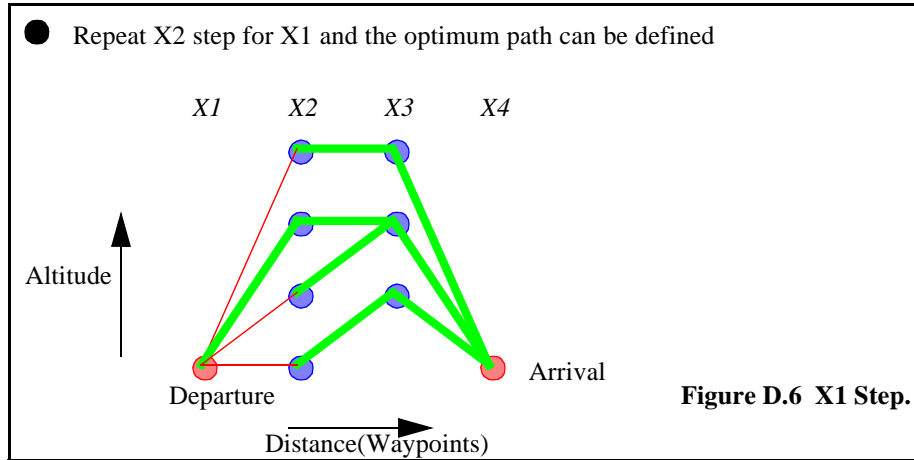 Repeat X2 step for X1 and the optimum path can be defined
X1 X2 X3 X4
Altitude
Departure
Arrival
Figure D.6 X1 Step.
Distance(Waypoints)